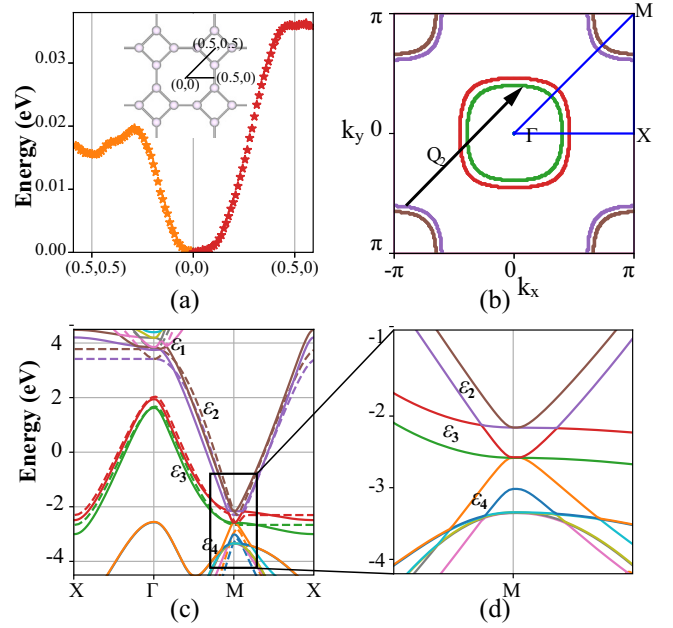 Energy (eV)
0.03
0.02
0.01
0.00
(0.5,0.5)
(0,0)
(0.5,0)
(0.5,0.5)
(0,0)
(0.5,0)
(a)
π
k_y 0
π
-π
0
π
k_x
M
X
Γ
Q_2
(b)
Energy (eV)
4
2
0
-2
-4
ε_1
ε_2
ε_3
ε_4
X
Γ
M
X
(c)
-1
-2
-3
-4
ε_2
ε_3
ε_4
M
(d)